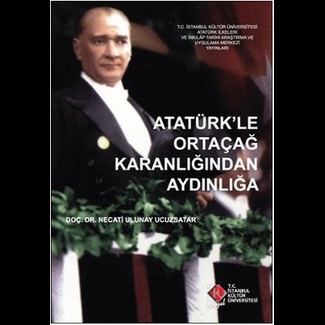 T.C. İSTANBUL KÜLTÜR ÜNİVERSİTESİ
ATATÜRK İLKELERİ
VE İNKILÂP TARİHİ ARAŞTIRMA VE
UYGULAMA MERKEZİ
YAYINLARI
ATATÜRK'LE
ORTAÇAĞ
KARANLIĞINDAN
AYDINLIĞA
DOÇ. DR. NECATİ ULUNAY UCUZSATAR
T.C.
İSTANBUL
KÜLTÜR
ÜNİVERSİTESİ